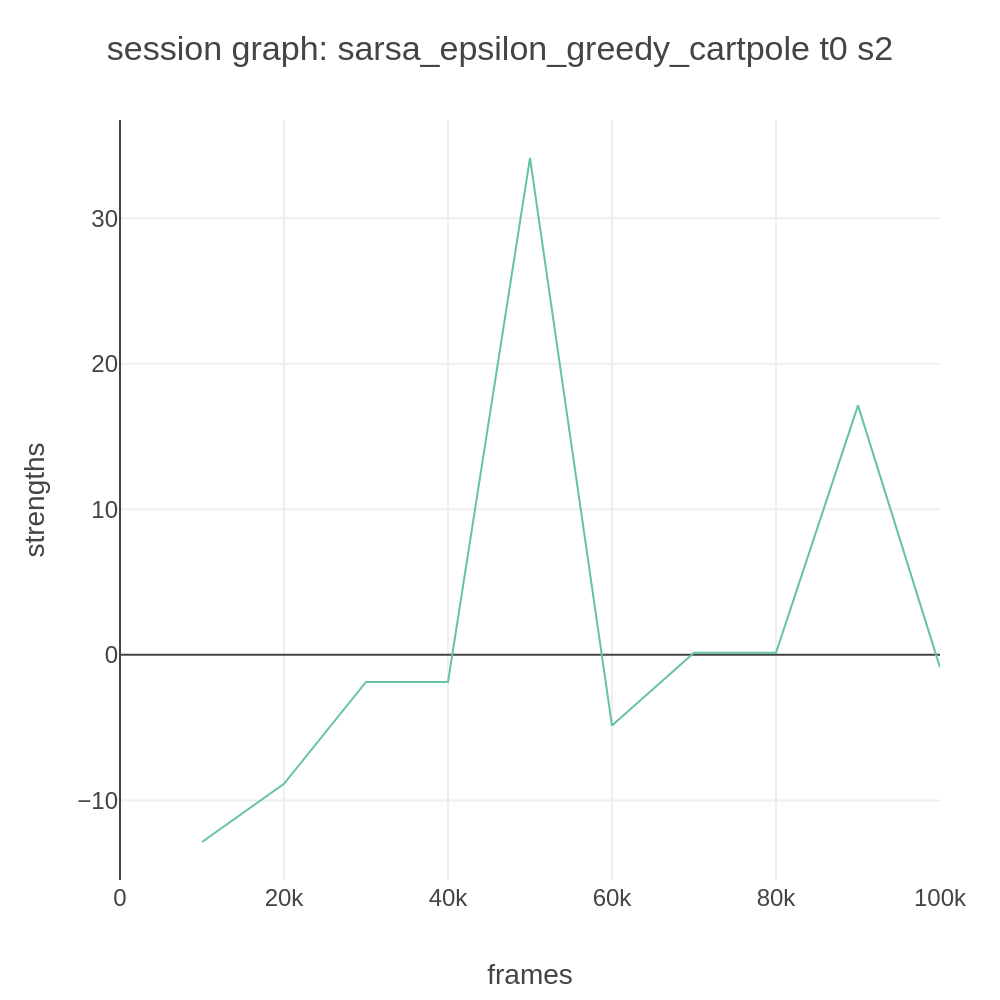 session graph: sarsa_epsilon_greedy_cartpole t0 s2
strengths
30
20
10
0
−10
0
20k
40k
60k
80k
100k
frames